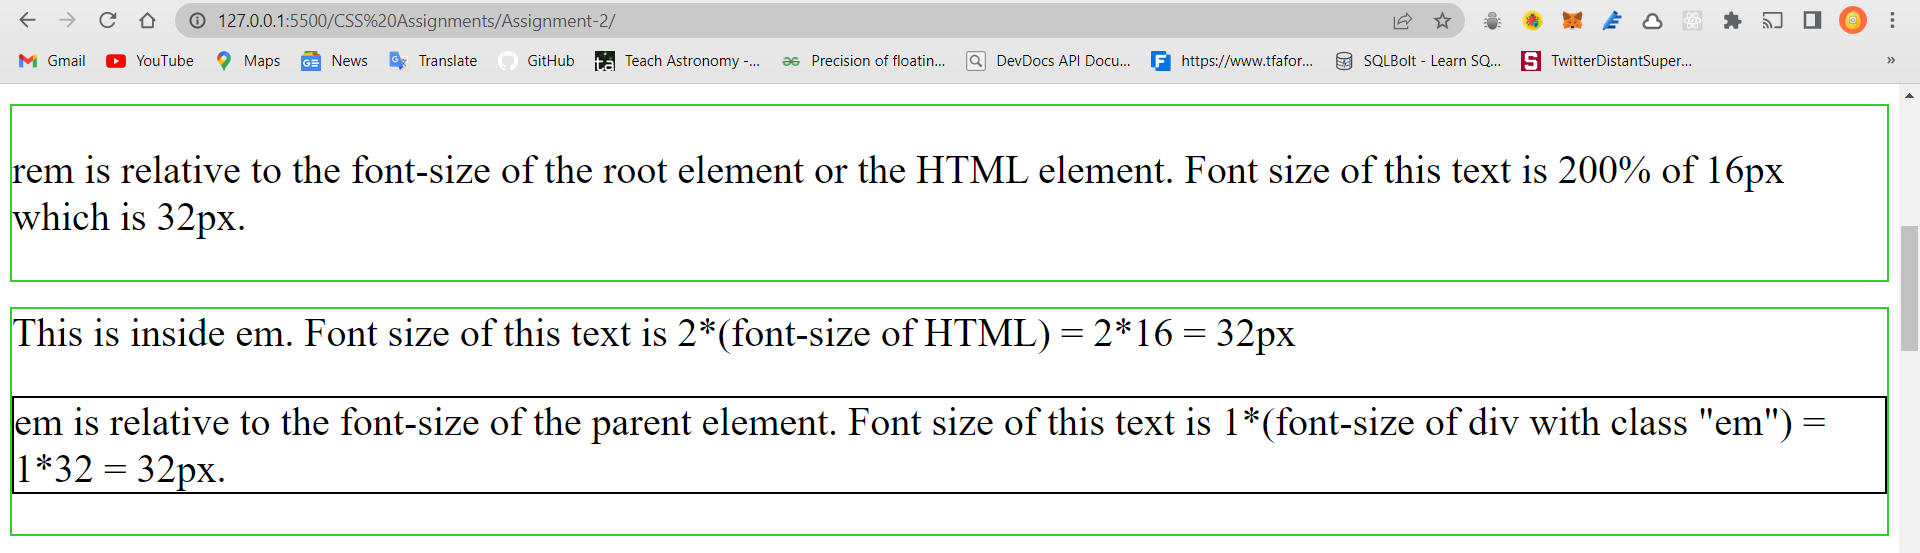 127.0.0.1:5500/CSS%20Assignments/Assignment-2/
Gmail YouTube Maps News Translate GitHub Teach Astronomy -... Precision of floatin... DevDocs API Docu... https://www.tfafor... SQLBolt - Learn SQ... TwitterDistantSuper... »
rem is relative to the font-size of the root element or the HTML element. Font size of this text is 200% of 16px
which is 32px.
This is inside em. Font size of this text is 2*(font-size of HTML) = 2*16 = 32px
em is relative to the font-size of the parent element. Font size of this text is 1*(font-size of div with class "em") =
1*32 = 32px.